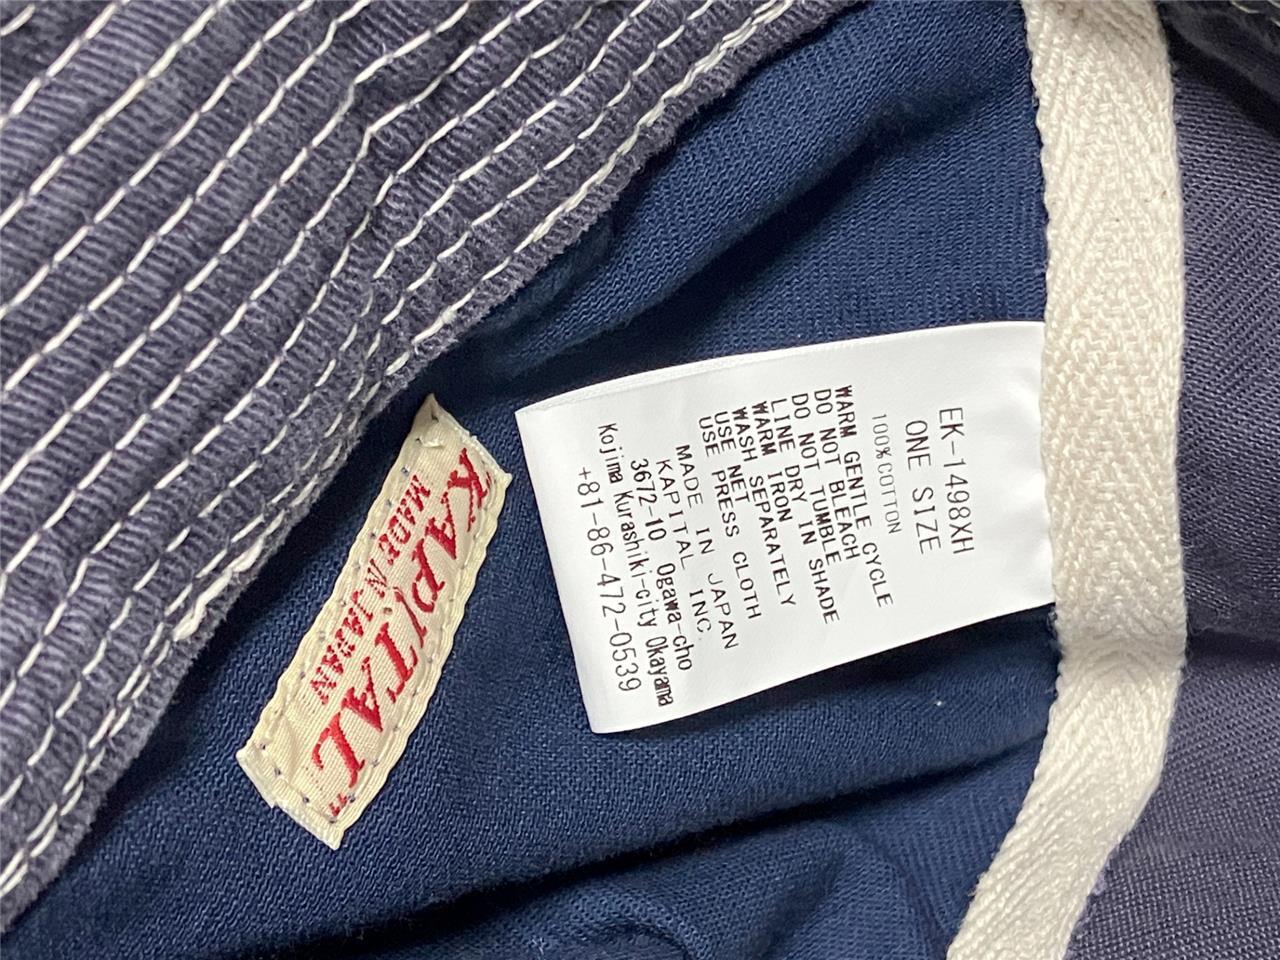 EK-1498XH
ONE SIZE
100% COTTON
WARM GENTLE CYCLE
DO NOT BLEACH
DO NOT TUMBLE
LINE DRY IN SHADE
WARM IRON
WASH SEPARATELY
USE NET
USE PRESS CLOTH
MADE IN JAPAN
KAPITAL INC.
3672-10 Ogawa-cho
Kojima Kurashiki-city Okayama
+81-86-472-0539
"KAPITAL"
MADE IN JAPAN